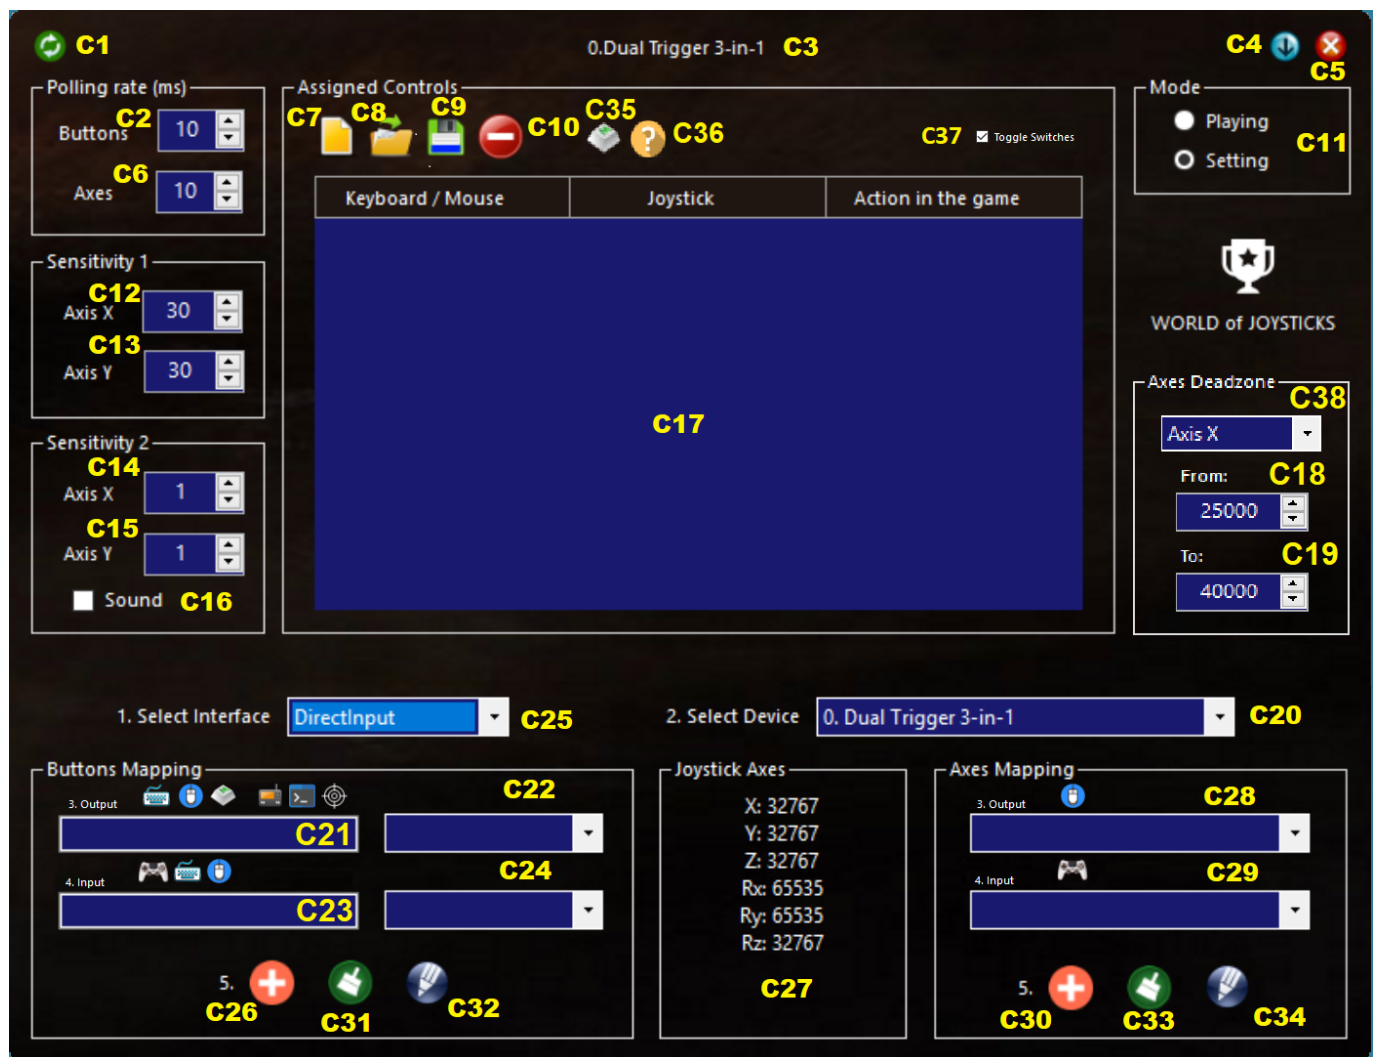 C1
0.Dual Trigger 3-in-1 C3
C4
C5
Polling rate (ms)
C2
Buttons 10
C6
Axes 10
Assigned Controls
C7 C8 C9 C10 C35 C36
C37 Toggle Switches
Keyboard / Mouse Joystick Action in the game
C17
Mode
Playing
C11
Setting
WORLD of JOYSTICKS
Sensitivity 1
C12
Axis X 30
C13
Axis Y 30
Sensitivity 2
C14
Axis X 1
C15
Axis Y 1
Sound C16
Axes Deadzone
C38
Axis X
From: C18
25000
To: C19
40000
1. Select Interface DirectInput C25
2. Select Device 0. Dual Trigger 3-in-1 C20
Buttons Mapping
3. Output
C22
C21
4. Input
C24
C23
5.
C26 C31 C32
Joystick Axes
X: 32767
Y: 32767
Z: 32767
Rx: 65535
Ry: 65535
Rz: 32767
C27
Axes Mapping
3. Output
C28
4. Input
C29
5.
C30 C33 C34